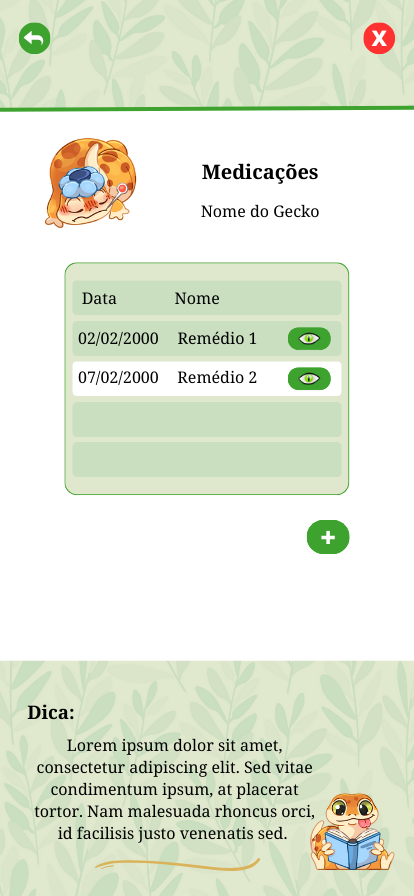 X
Medicações
Nome do Gecko
Data Nome
02/02/2000 Remédio 1
07/02/2000 Remédio 2
+
Dica:
Lorem ipsum dolor sit amet,
consectetur adipiscing elit. Sed vitae
condimentum ipsum, at placerat
tortor. Nam malesuada rhoncus orci,
id facilisis justo venenatis sed.